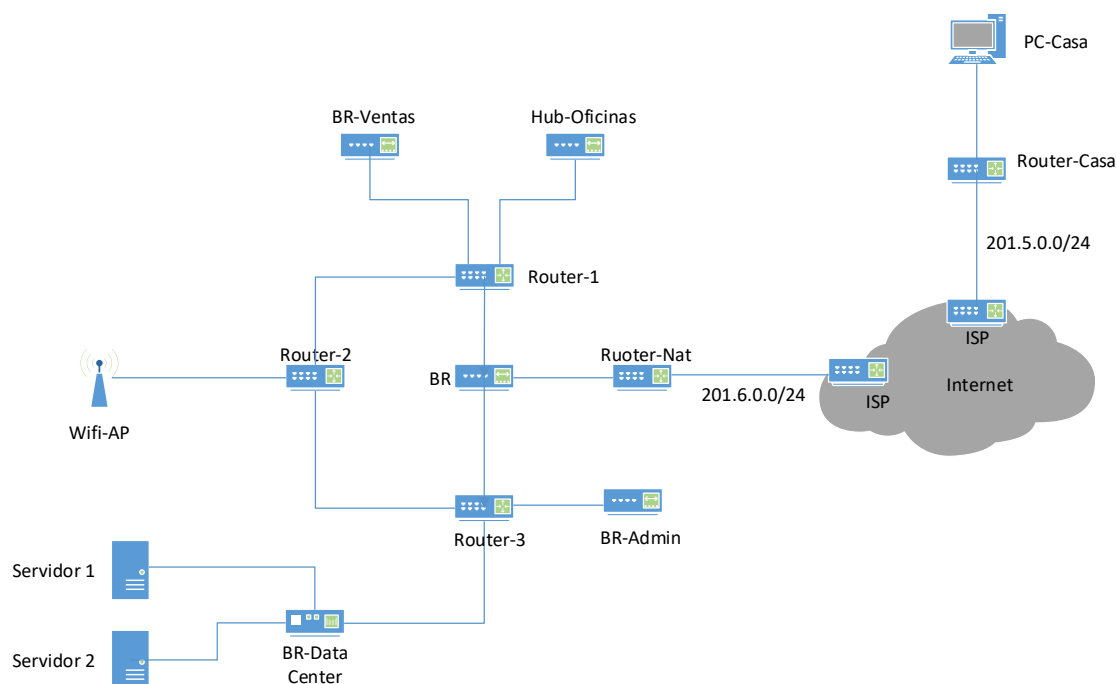 PC-Casa
BR-Ventas
Hub-Oficinas
Router-Casa
201.5.0.0/24
Router-1
ISP
Router-2
Ruoter-Nat
BR
201.6.0.0/24
ISP
Internet
Wifi-AP
Router-3
BR-Admin
Servidor 1
Servidor 2
BR-Data
Center